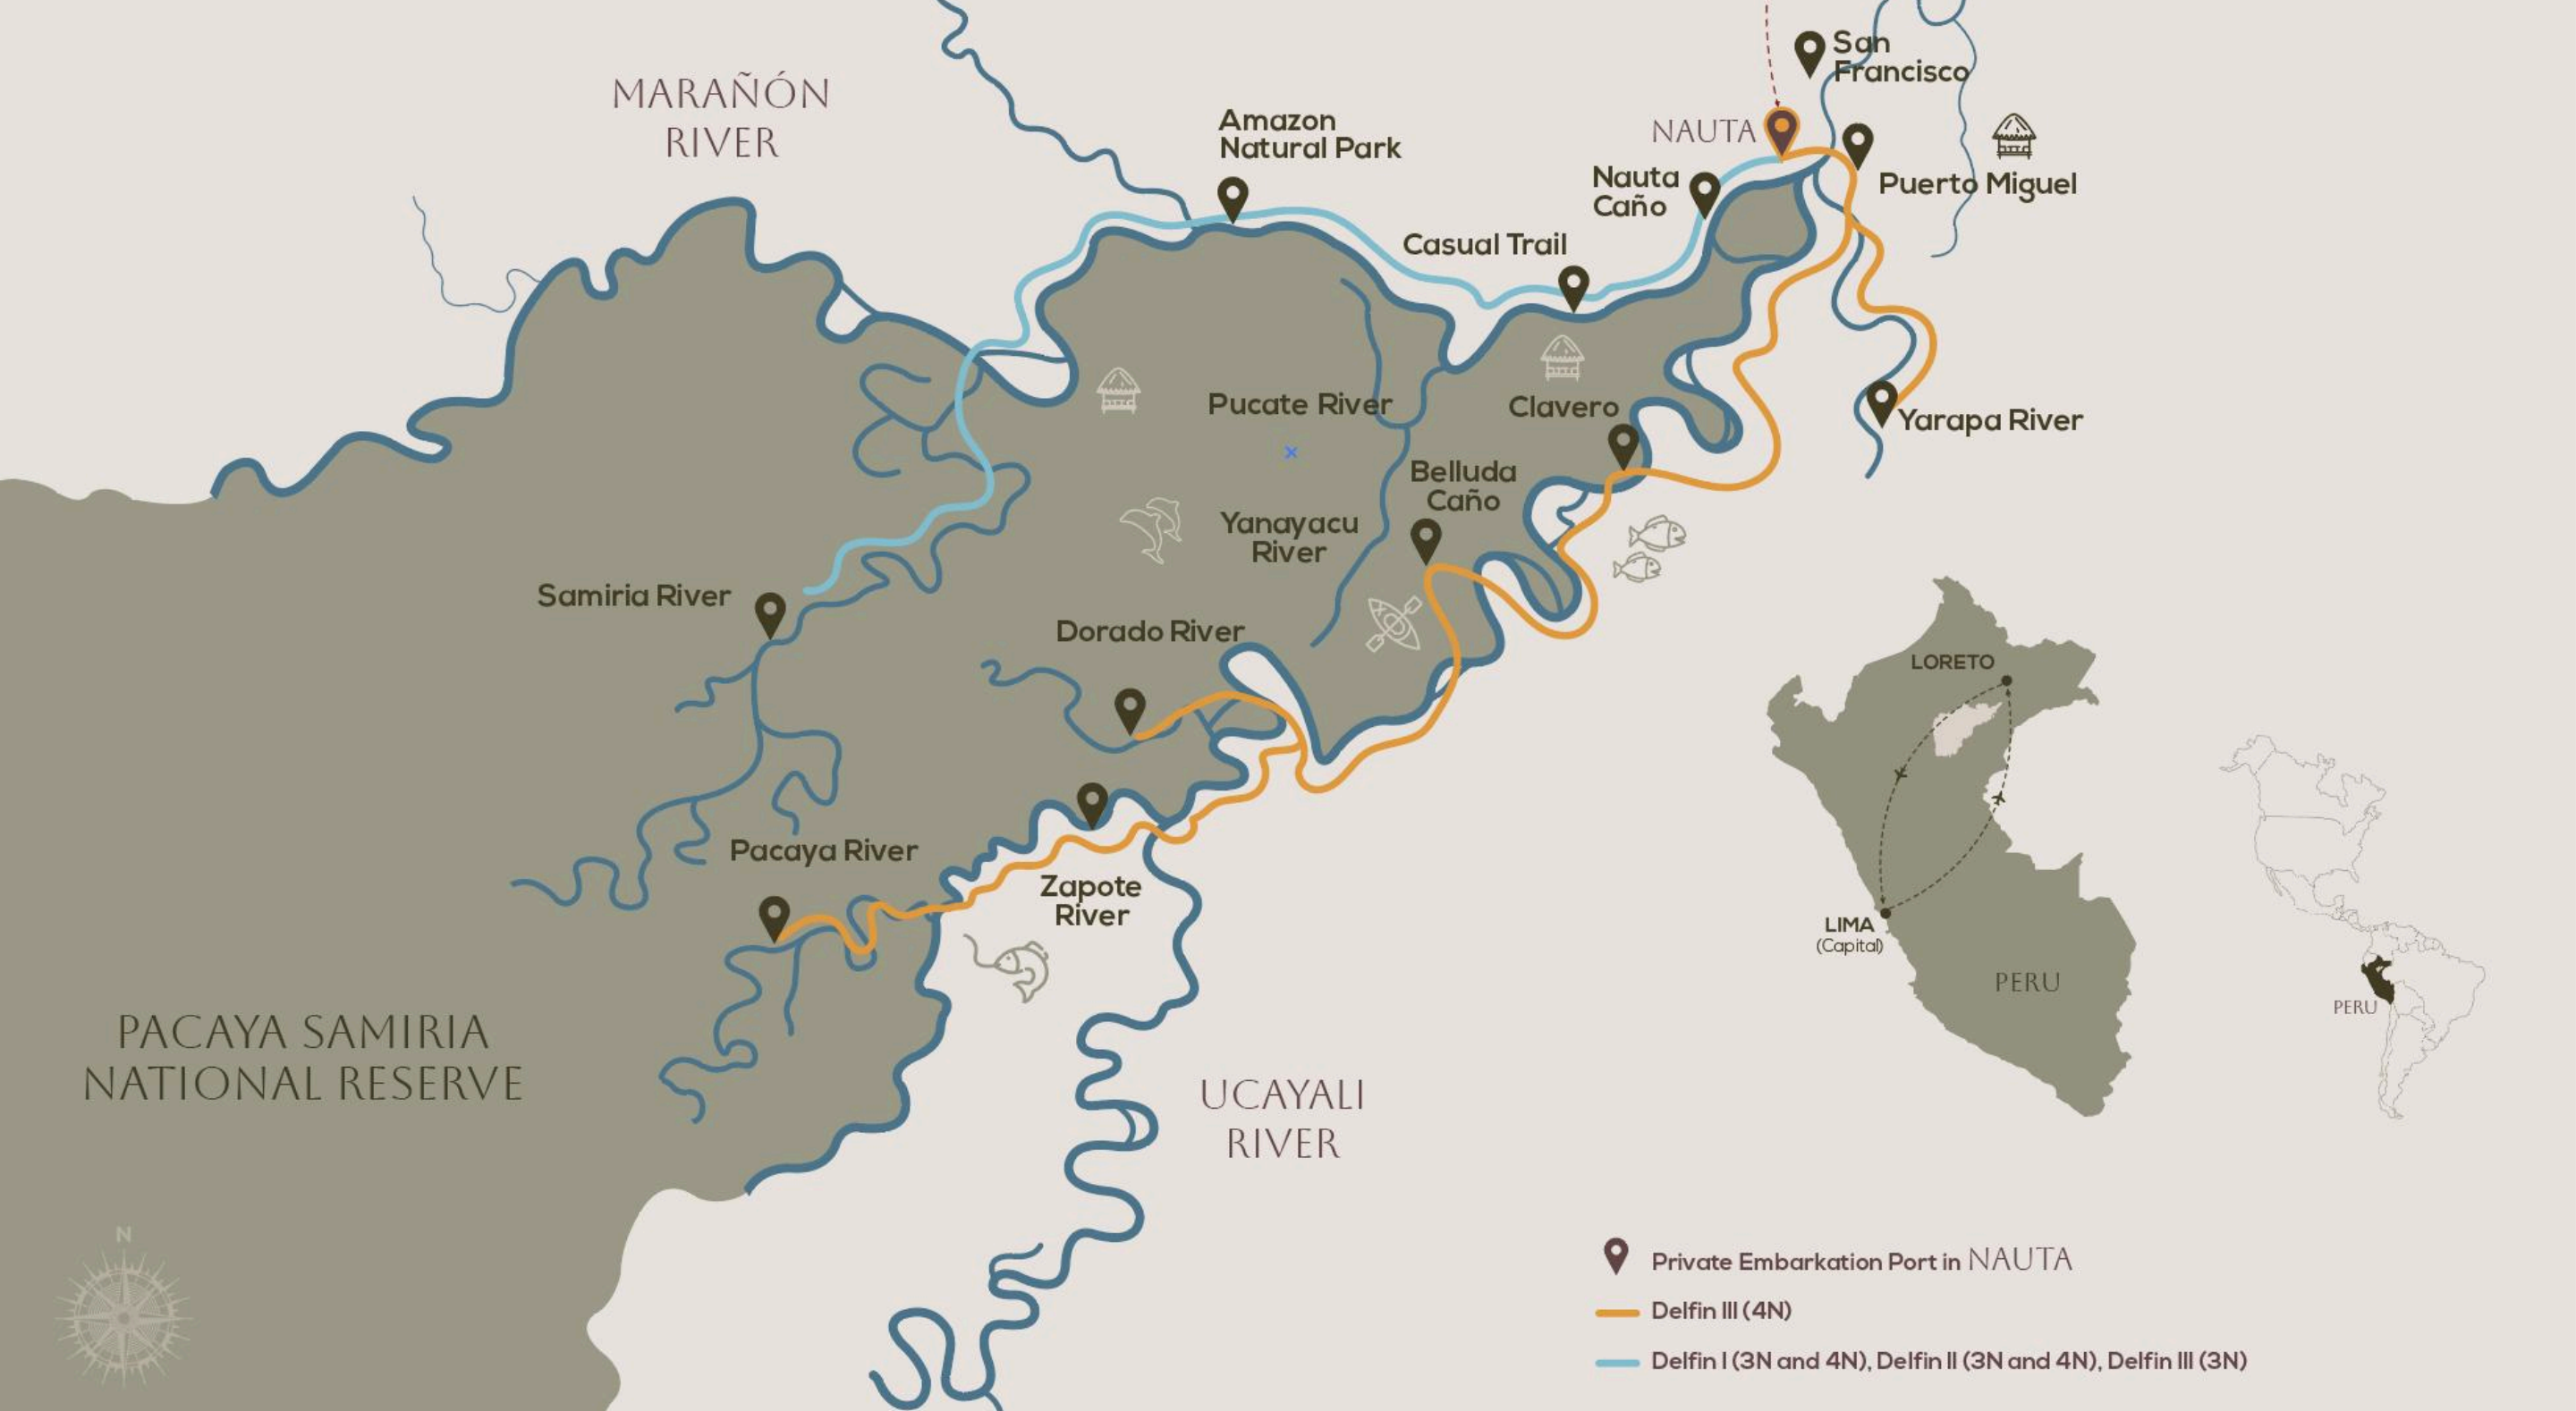 MARAÑÓN
RIVER
San
Francisco
Amazon
Natural Park
NAUTA
Puerto Miguel
Nauta
Caño
Casual Trail
Pucate River
Clavero
Yarapa River
Belluda
Caño
Yanayacu
River
Samiria River
Dorado River
Pacaya River
Zapote
River
PACAYA SAMIRIA
NATIONAL RESERVE
UCAYALI
RIVER
LORETO
LIMA
(Capital)
PERU
PERU
N
Private Embarkation Port in NAUTA
Delfin III (4N)
Delfin I (3N and 4N), Delfin II (3N and 4N), Delfin III (3N)